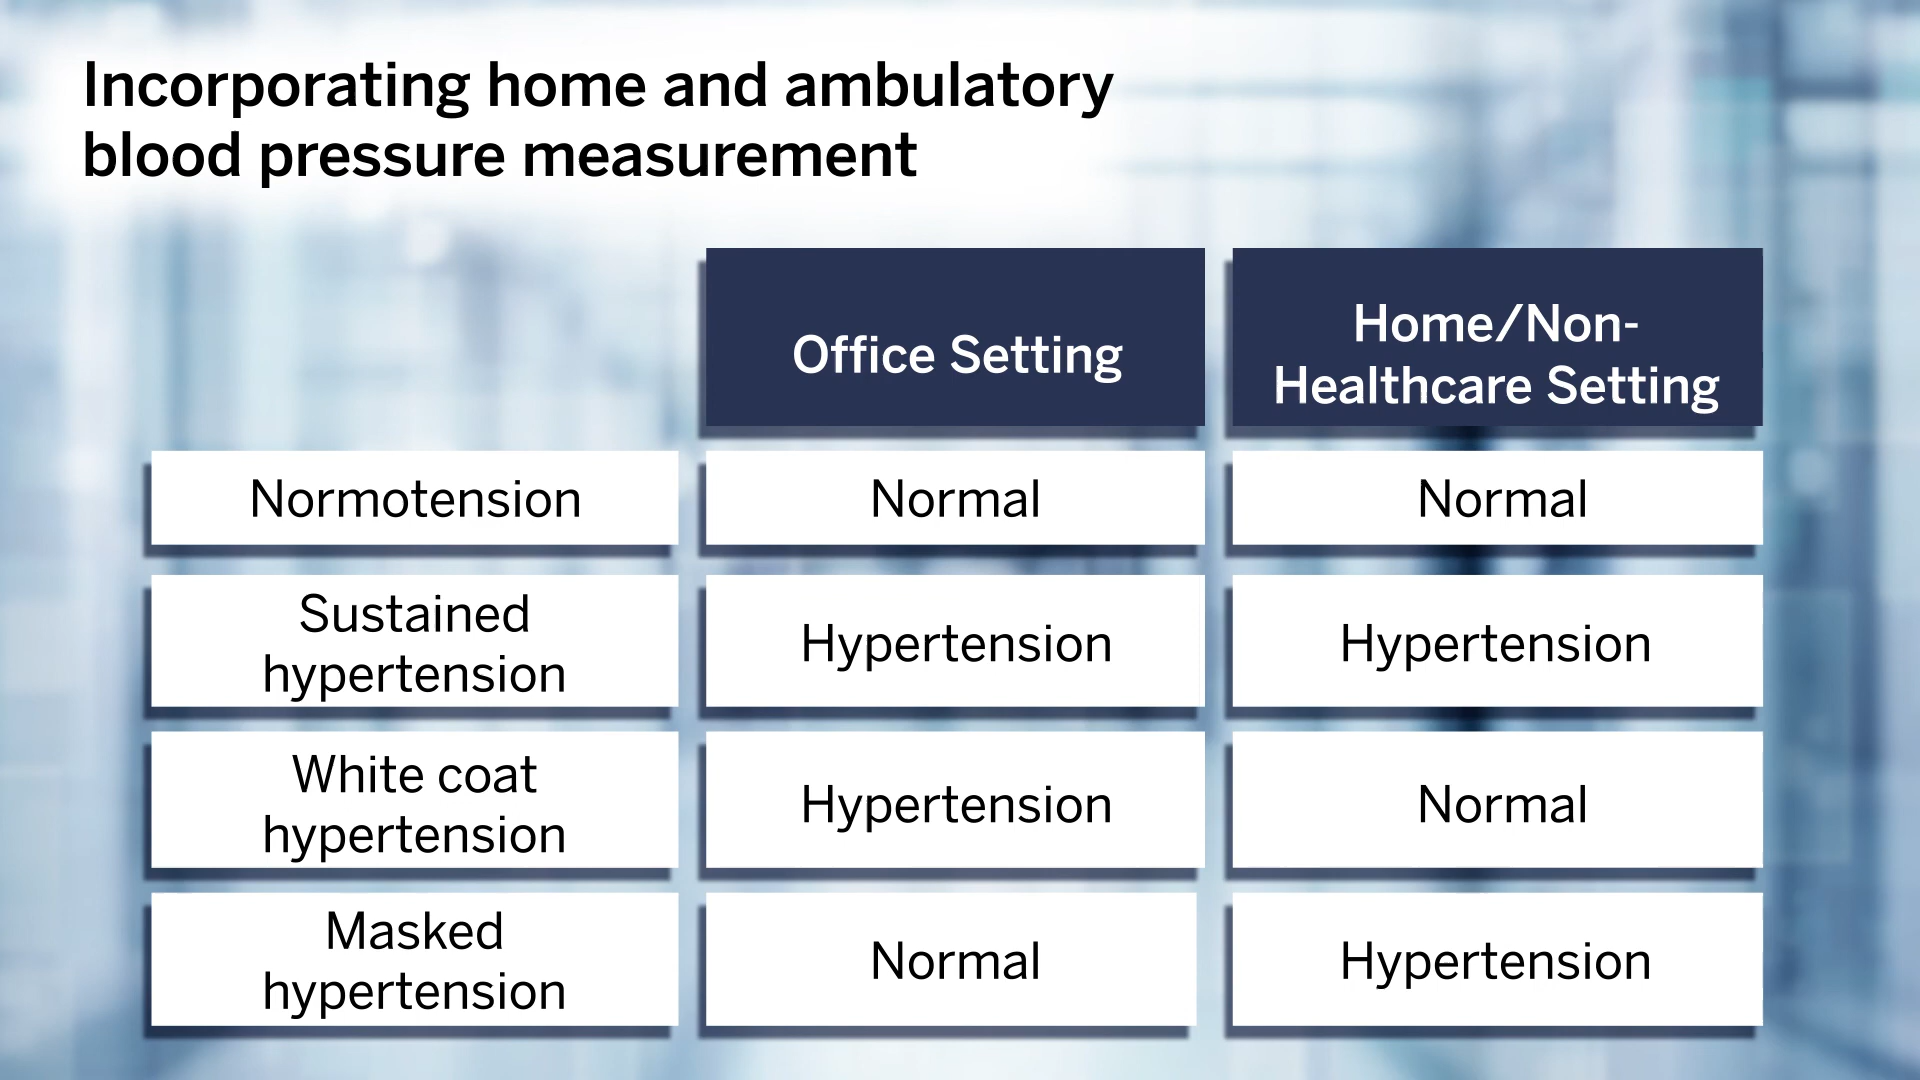 Incorporating home and ambulatory
blood pressure measurement
Office Setting
Home/Non-
Healthcare Setting
Normotension
Normal
Normal
Sustained
hypertension
Hypertension
Hypertension
White coat
hypertension
Hypertension
Normal
Masked
hypertension
Normal
Hypertension